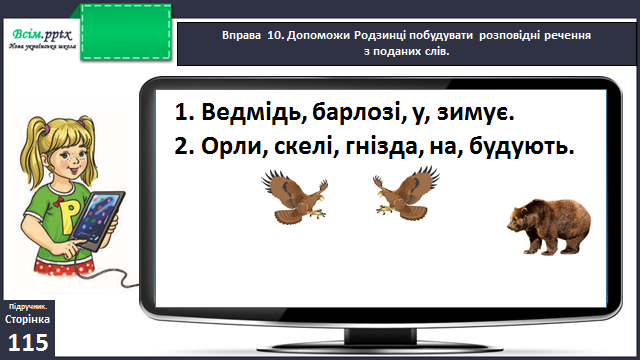 Всім.pptx
Нова українська школа
Вправа 10. Допоможи Родзинці побудувати розповідні речення
з поданих слів.
1. Ведмідь, барлозі, у, зимує.
2. Орли, скелі, гнізда, на, будують.
Р
Підручник.
Сторінка
115